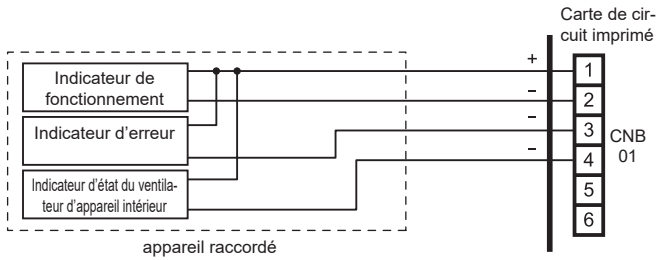 Carte de cir-
cuit imprimé
Indicateur de
fonctionnement
Indicateur d'erreur
Indicateur d'état du ventila-
teur d'appareil intérieur
appareil raccordé
+
–
–
–
1
2
3
4
5
6
CNB
01